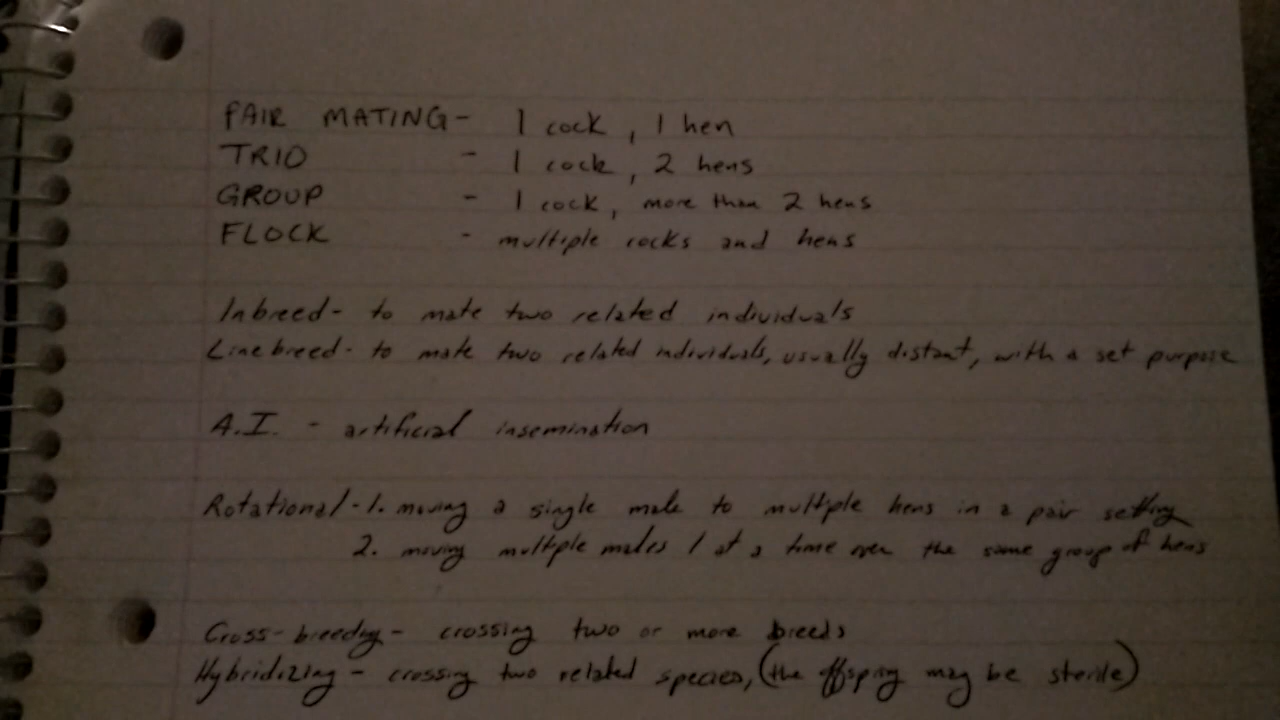 PAIR MATING - 1 cock, 1 hen
TRIO - 1 cock, 2 hens
GROUP - 1 cock, more than 2 hens
FLOCK - multiple cocks and hens
Inbreed - to mate two related individuals
Linebreed - to mate two related individuals, usually distant, with a set purpose
A.I. - artificial insemination
Rotational - 1. moving a single male to multiple hens in a pair setting
2. moving multiple males 1 at a time over the same group of hens
Cross-breeding - crossing two or more breeds
Hybridizing - crossing two related species, (the offspring may be sterile)